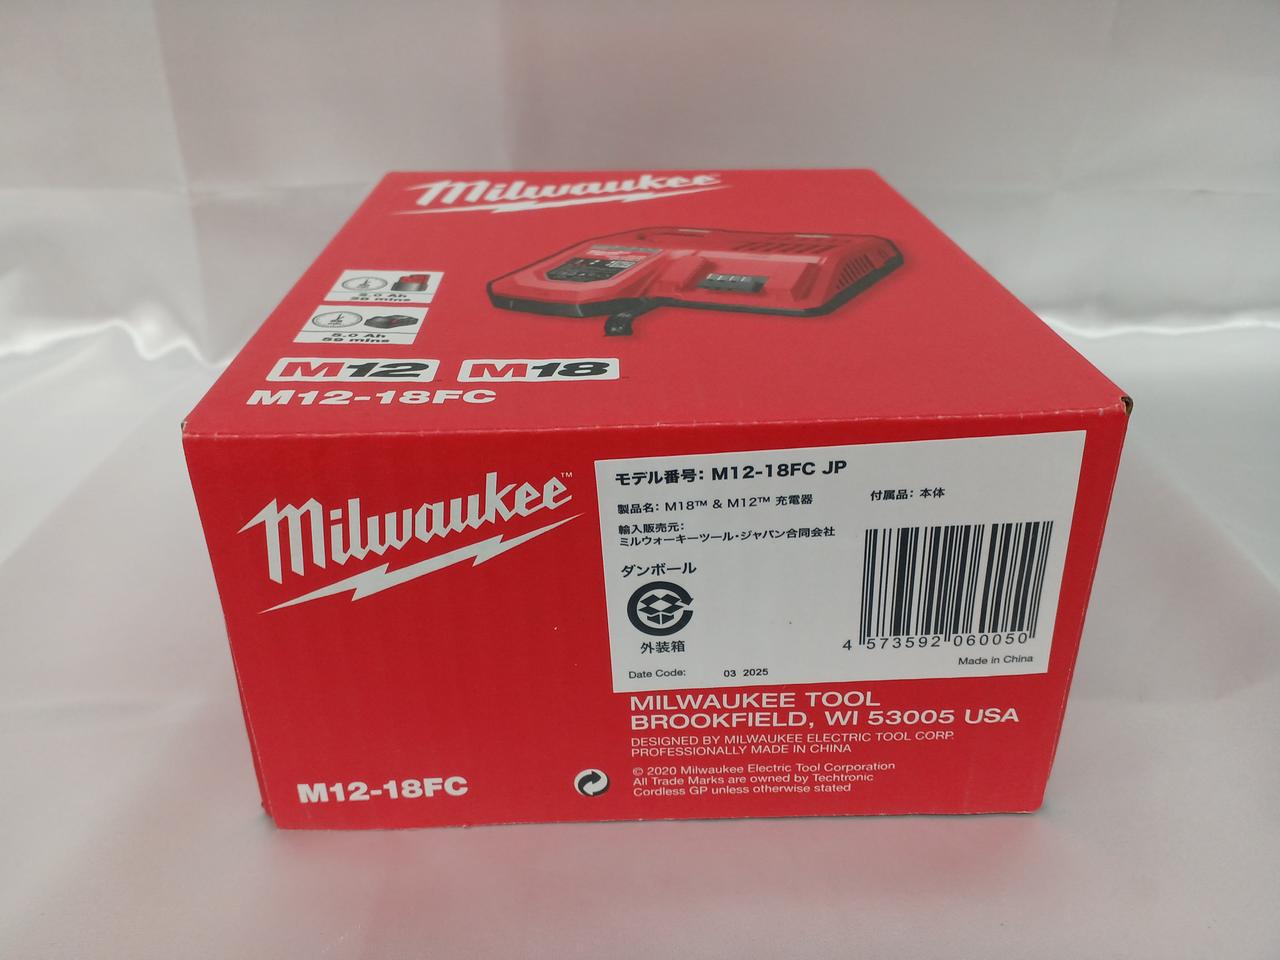 Milwaukee
5.0 Ah
59 mins
M12™ M18™
M12-18FC
Milwaukee™
モデル番号: M12-18FC JP
製品名: M18™ & M12™ 充電器
付属品: 本体
輸入販売元:
ミルウォーキーツール・ジャパン合同会社
ダンボール
外装箱
4 573592 060050
Made in China
Date Code: 03 2025
MILWAUKEE TOOL
BROOKFIELD, WI 53005 USA
DESIGNED BY MILWAUKEE ELECTRIC TOOL CORP.
PROFESSIONALLY MADE IN CHINA
© 2020 Milwaukee Electric Tool Corporation
All Trade Marks are owned by Techtronic
Cordless GP unless otherwise stated
M12-18FC